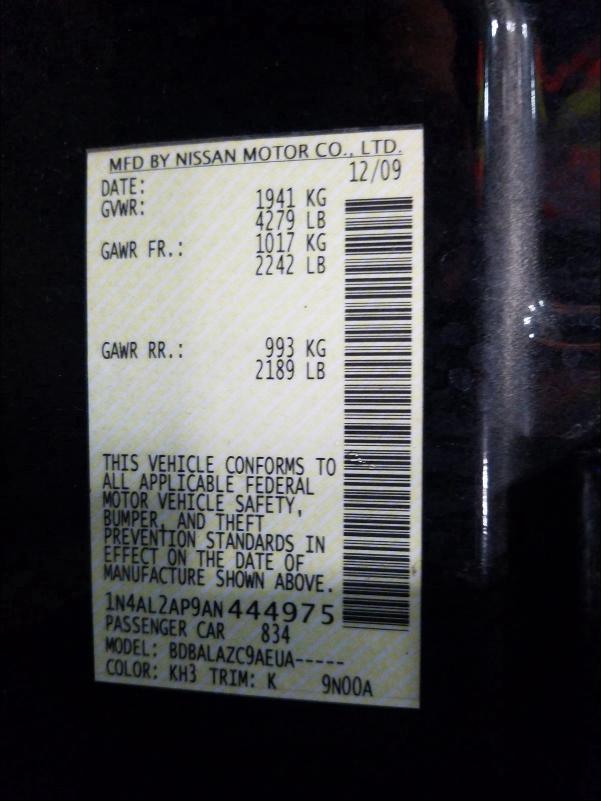 MFD BY NISSAN MOTOR CO., LTD.
DATE: 12/09
GVWR: 1941 KG
4279 LB
GAWR FR.: 1017 KG
2242 LB
GAWR RR.: 993 KG
2189 LB
THIS VEHICLE CONFORMS TO
ALL APPLICABLE FEDERAL
MOTOR VEHICLE SAFETY,
BUMPER, AND THEFT
PREVENTION STANDARDS IN
EFFECT ON THE DATE OF
MANUFACTURE SHOWN ABOVE.
1N4AL2AP9AN444975
PASSENGER CAR 834
MODEL: BDBALAZC9AEUA-----
COLOR: KH3 TRIM: K 9N00A